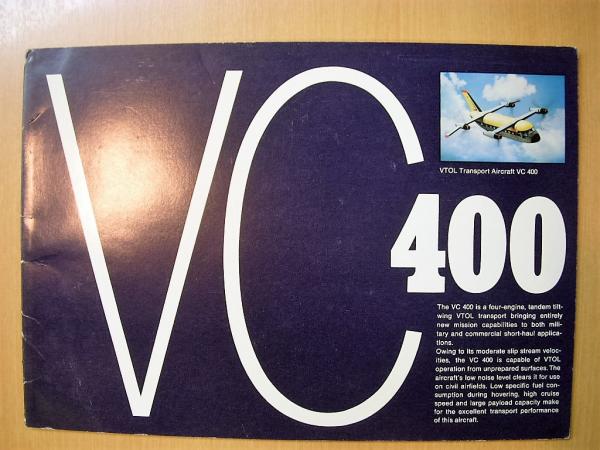 VC
400
VTOL Transport Aircraft VC 400
The VC 400 is a four-engine, tandem tilt-
wing VTOL transport bringing entirely
new mission capabilities to both mili-
tary and commercial short-haul applica-
tions.
Owing to its moderate slip stream veloc-
ities, the VC 400 is capable of VTOL
operation from unprepared surfaces. The
aircraft's low noise level clears it for use
on civil airfields. Low specific fuel con-
sumption during hovering, high cruise
speed and large payload capacity make
for the excellent transport performance
of this aircraft.